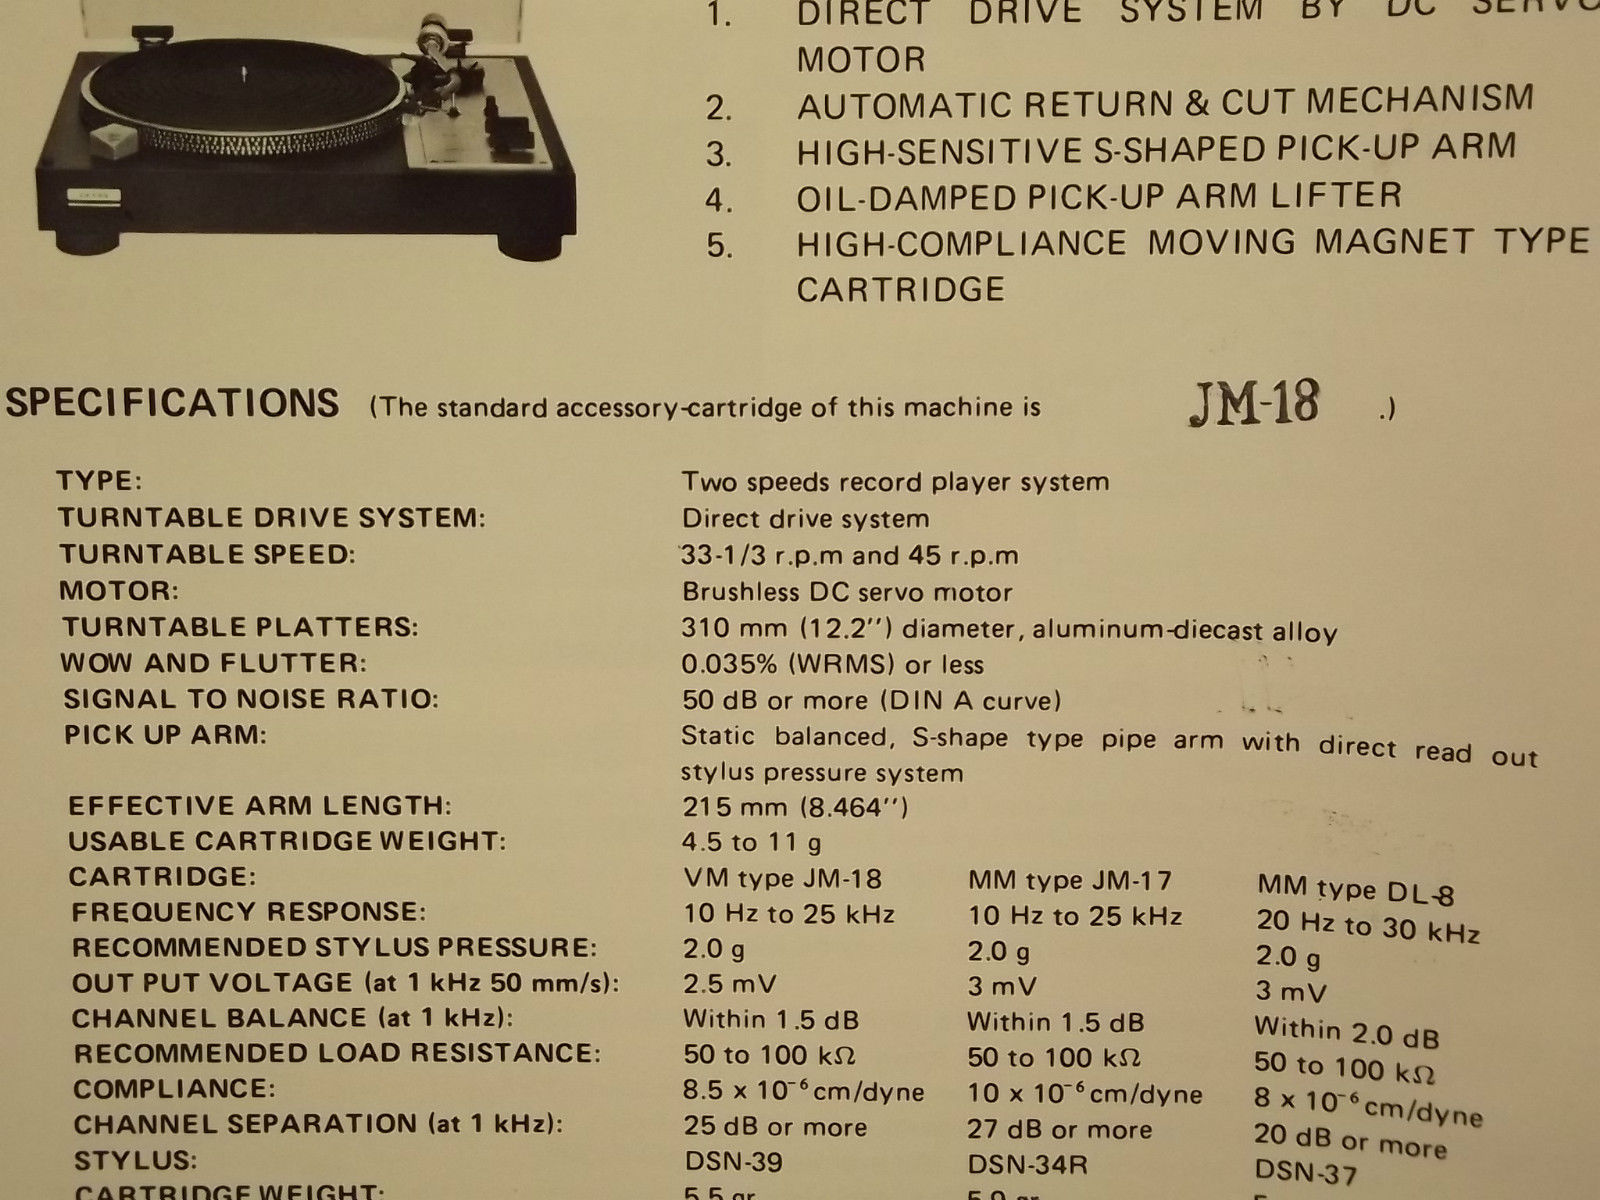 1. DIRECT DRIVE SYSTEM BY DC SERVO
MOTOR
2. AUTOMATIC RETURN & CUT MECHANISM
3. HIGH-SENSITIVE S-SHAPED PICK-UP ARM
4. OIL-DAMPED PICK-UP ARM LIFTER
5. HIGH-COMPLIANCE MOVING MAGNET TYPE
CARTRIDGE
SPECIFICATIONS (The standard accessory-cartridge of this machine is JM-18 .)
TYPE: Two speeds record player system
TURNTABLE DRIVE SYSTEM: Direct drive system
TURNTABLE SPEED: 33-1/3 r.p.m and 45 r.p.m
MOTOR: Brushless DC servo motor
TURNTABLE PLATTERS: 310 mm (12.2'') diameter, aluminum-diecast alloy
WOW AND FLUTTER: 0.035% (WRMS) or less
SIGNAL TO NOISE RATIO: 50 dB or more (DIN A curve)
PICK UP ARM: Static balanced, S-shape type pipe arm with direct read out
stylus pressure system
EFFECTIVE ARM LENGTH: 215 mm (8.464'')
USABLE CARTRIDGE WEIGHT: 4.5 to 11 g
CARTRIDGE: VM type JM-18 MM type JM-17 MM type DL-8
FREQUENCY RESPONSE: 10 Hz to 25 kHz 10 Hz to 25 kHz 20 Hz to 30 kHz
RECOMMENDED STYLUS PRESSURE: 2.0 g 2.0 g 2.0 g
OUT PUT VOLTAGE (at 1 kHz 50 mm/s): 2.5 mV 3 mV 3 mV
CHANNEL BALANCE (at 1 kHz): Within 1.5 dB Within 1.5 dB Within 2.0 dB
RECOMMENDED LOAD RESISTANCE: 50 to 100 kΩ 50 to 100 kΩ 50 to 100 kΩ
COMPLIANCE: 8.5 x 10⁻⁶ cm/dyne 10 x 10⁻⁶ cm/dyne 8 x 10⁻⁶ cm/dyne
CHANNEL SEPARATION (at 1 kHz): 25 dB or more 27 dB or more 20 dB or more
STYLUS: DSN-39 DSN-34R DSN-37
CARTRIDGE WEIGHT: 5.5 gr